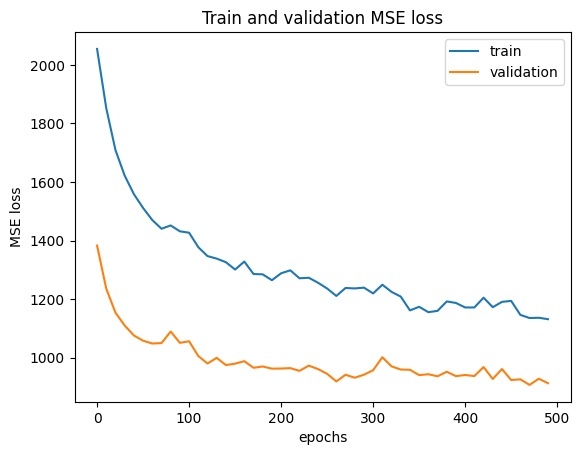 Train and validation MSE loss
train
validation
MSE loss
2000
1800
1600
1400
1200
1000
0
100
200
300
400
500
epochs